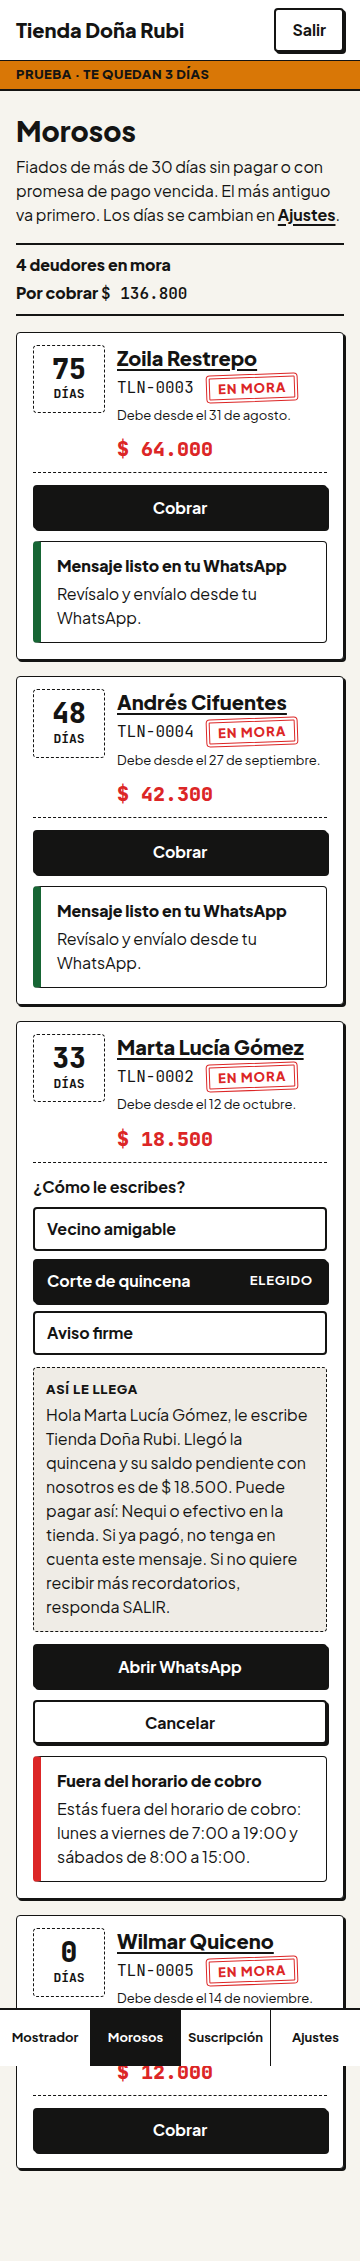 Tienda Doña Rubi
Salir
PRUEBA · TE QUEDAN 3 DÍAS
Morosos
Fiados de más de 30 días sin pagar o con
promesa de pago vencida. El más antiguo
va primero. Los días se cambian en Ajustes.
4 deudores en mora
Por cobrar $ 136.800
75
DÍAS
Zoila Restrepo
TLN-0003 EN MORA
Debe desde el 31 de agosto.
$ 64.000
Cobrar
Mensaje listo en tu WhatsApp
Revísalo y envíalo desde tu
WhatsApp.
48
DÍAS
Andrés Cifuentes
TLN-0004 EN MORA
Debe desde el 27 de septiembre.
$ 42.300
Cobrar
Mensaje listo en tu WhatsApp
Revísalo y envíalo desde tu
WhatsApp.
33
DÍAS
Marta Lucía Gómez
TLN-0002 EN MORA
Debe desde el 12 de octubre.
$ 18.500
¿Cómo le escribes?
Vecino amigable
Corte de quincena ELEGIDO
Aviso firme
ASÍ LE LLEGA
Hola Marta Lucía Gómez, le escribe
Tienda Doña Rubi. Llegó la
quincena y su saldo pendiente con
nosotros es de $ 18.500. Puede
pagar así: Nequi o efectivo en la
tienda. Si ya pagó, no tenga en
cuenta este mensaje. Si no quiere
recibir más recordatorios,
responda SALIR.
Abrir WhatsApp
Cancelar
Fuera del horario de cobro
Estás fuera del horario de cobro:
lunes a viernes de 7:00 a 19:00 y
sábados de 8:00 a 15:00.
0
DÍAS
Wilmar Quiceno
TLN-0005 EN MORA
Debe desde el 14 de noviembre.
Mostrador Morosos Suscripción Ajustes
$ 12.000
Cobrar